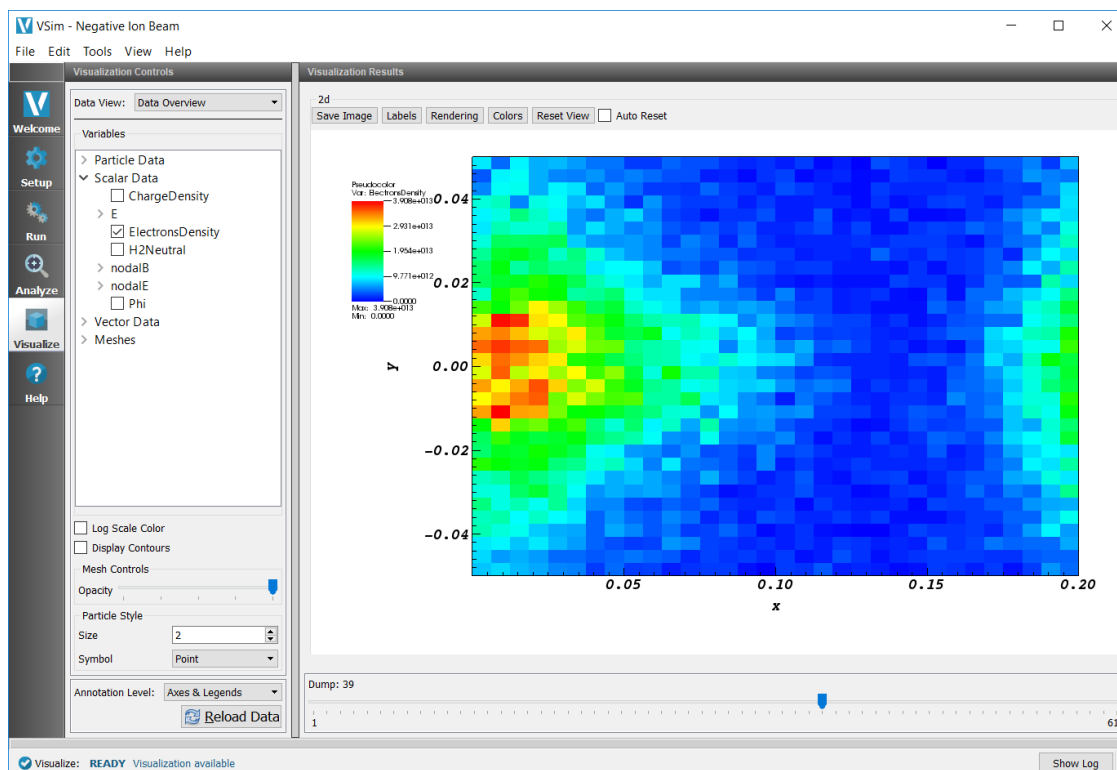 VSim - Negative Ion Beam
File Edit Tools View Help
Visualization Controls
Visualization Results
Welcome
Setup
Run
Analyze
Visualize
Help
Data View: Data Overview
Variables
Particle Data
Scalar Data
ChargeDensity
E
ElectronsDensity
H2Neutral
nodalB
nodalE
Phi
Vector Data
Meshes
Log Scale Color
Display Contours
Mesh Controls
Opacity
Particle Style
Size 2
Symbol Point
Annotation Level: Axes & Legends
Reload Data
2d
Save Image Labels Rendering Colors Reset View Auto Reset
Pseudocolor
Var: ElectronsDensity
3.908e+013
2.931e+013
1.954e+013
9.771e+012
0.0000
Max: 3.908e+013
Min: 0.0000
0.04
0.02
0.00
-0.02
-0.04
Y
0.05 0.10 0.15 0.20
x
Dump: 39
1 61
Visualize: READY Visualization available
Show Log